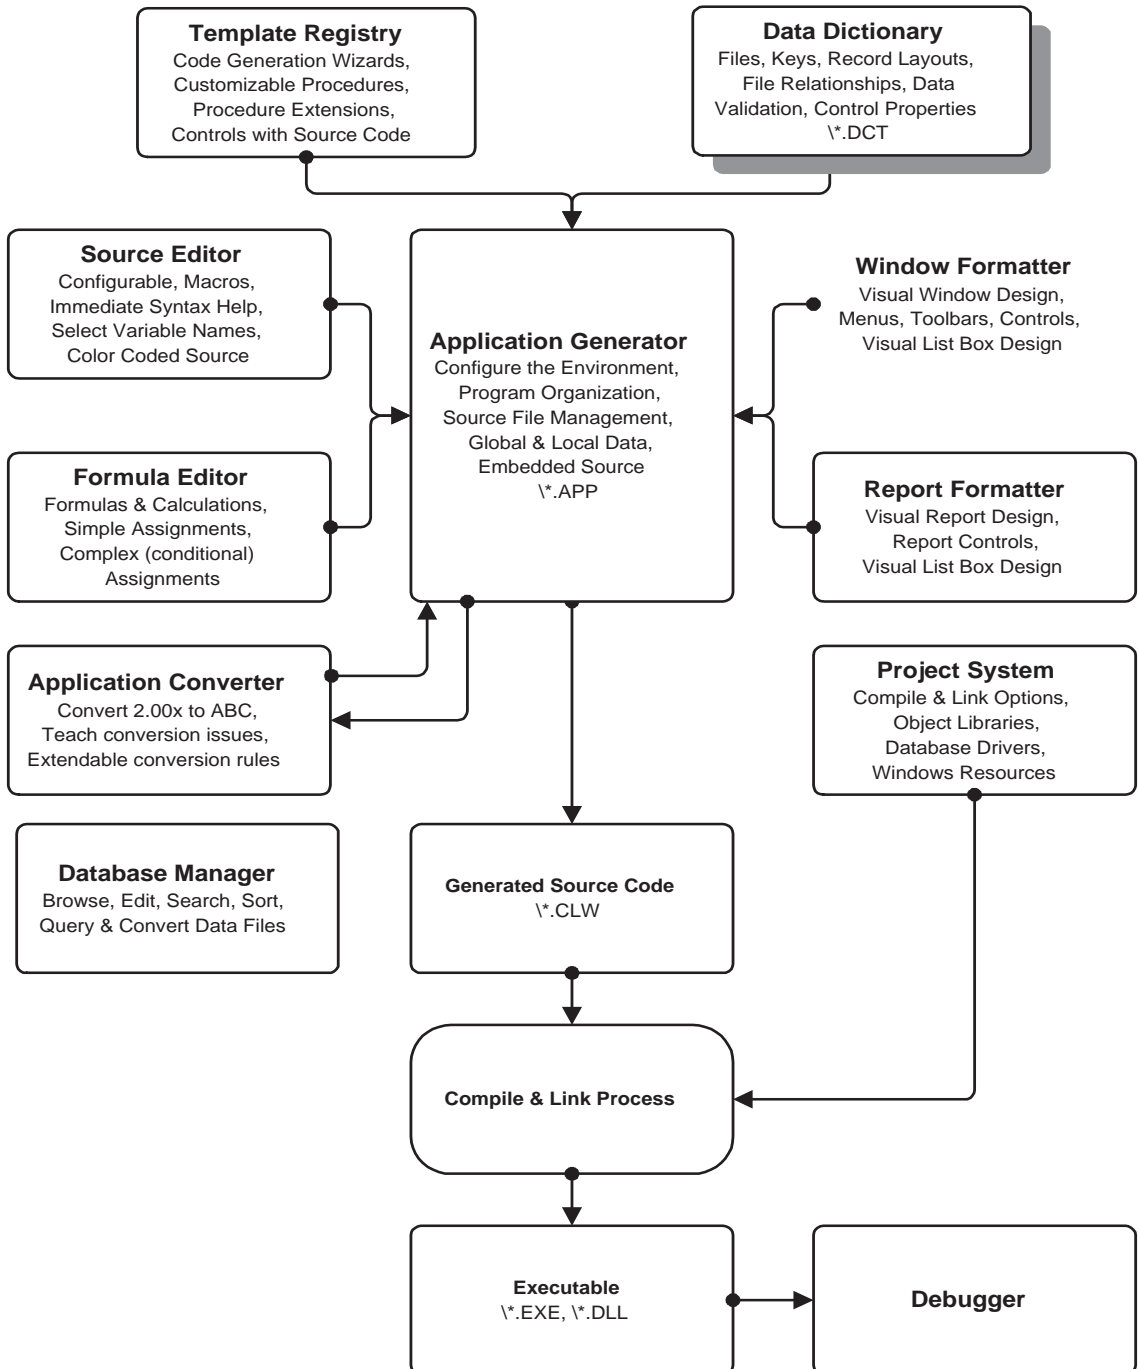 Template Registry
Code Generation Wizards,
Customizable Procedures,
Procedure Extensions,
Controls with Source Code
Data Dictionary
Files, Keys, Record Layouts,
File Relationships, Data
Validation, Control Properties
\*.DCT
Source Editor
Configurable, Macros,
Immediate Syntax Help,
Select Variable Names,
Color Coded Source
Application Generator
Configure the Environment,
Program Organization,
Source File Management,
Global & Local Data,
Embedded Source
\*.APP
Window Formatter
Visual Window Design,
Menus, Toolbars, Controls,
Visual List Box Design
Formula Editor
Formulas & Calculations,
Simple Assignments,
Complex (conditional)
Assignments
Report Formatter
Visual Report Design,
Report Controls,
Visual List Box Design
Application Converter
Convert 2.00x to ABC,
Teach conversion issues,
Extendable conversion rules
Project System
Compile & Link Options,
Object Libraries,
Database Drivers,
Windows Resources
Database Manager
Browse, Edit, Search, Sort,
Query & Convert Data Files
Generated Source Code
\*.CLW
Compile & Link Process
Executable
\*.EXE, \*.DLL
Debugger